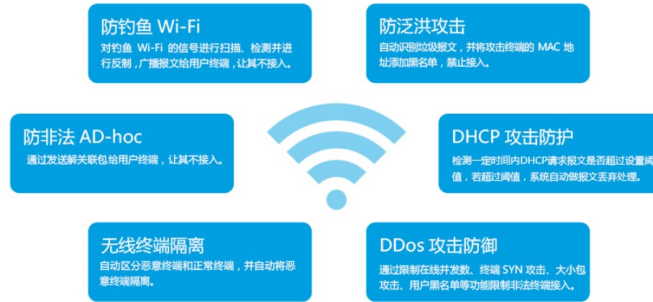 防钓鱼 Wi-Fi
对钓鱼 Wi-Fi 的信号进行扫描、检测并进
行反制，广播报文给用户终端，让其不接入。
防泛洪攻击
自动识别垃圾报文，并将攻击终端的 MAC 地
址添加黑名单，禁止接入。
防非法 AD-hoc
通过发送解关联包给用户终端，让其不接入。
DHCP 攻击防护
检测一定时间内DHCP请求报文是否超过设置阈
值，若超过阈值，系统自动做报文丢弃处理。
无线终端隔离
自动区分恶意终端和正常终端，并自动将恶
意终端隔离。
DDos 攻击防御
通过限制在线并发数、终端 SYN 攻击、大小包
攻击、用户黑名单等功能限制非法终端接入。